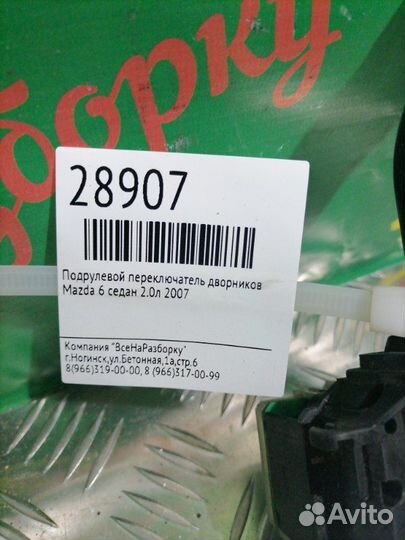 зборку
28907
Подрулевой переключатель дворников
Mazda 6 седан 2.0л 2007
Компания "ВсеНаРазборку"
г.Ногинск,ул.Бетонная,1а,стр.6
8(966)319-00-00, 8 (966)317-00-99
Avito